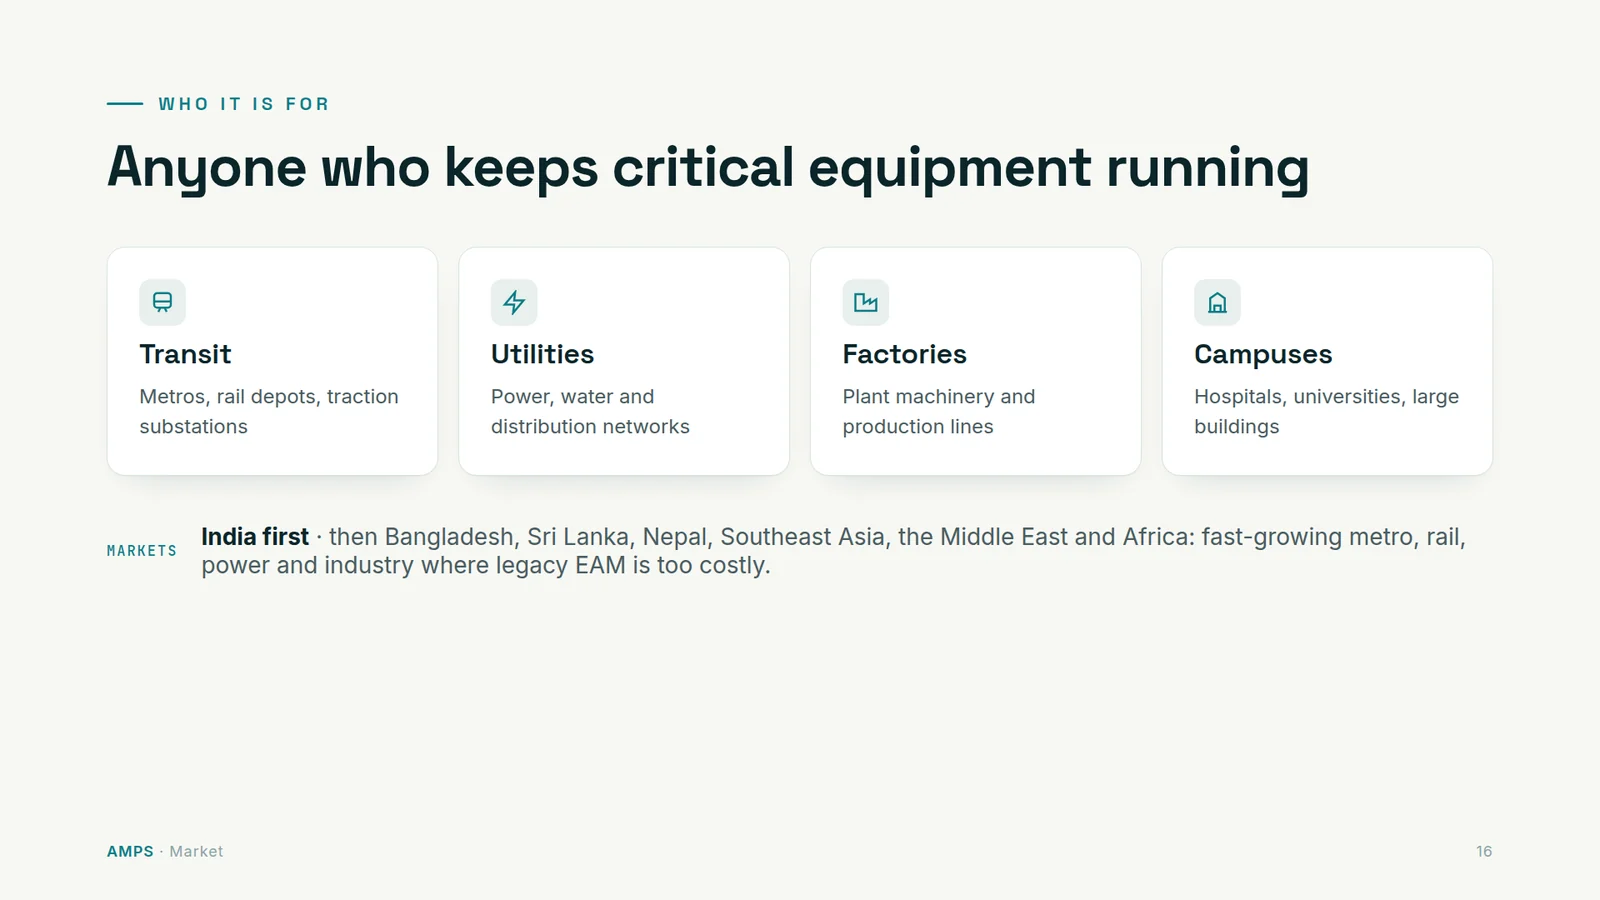 WHO IT IS FOR
Anyone who keeps critical equipment running
Transit
Metros, rail depots, traction
substations
Utilities
Power, water and
distribution networks
Factories
Plant machinery and
production lines
Campuses
Hospitals, universities, large
buildings
MARKETS
India first · then Bangladesh, Sri Lanka, Nepal, Southeast Asia, the Middle East and Africa: fast-growing metro, rail,
power and industry where legacy EAM is too costly.
AMPS · Market
16